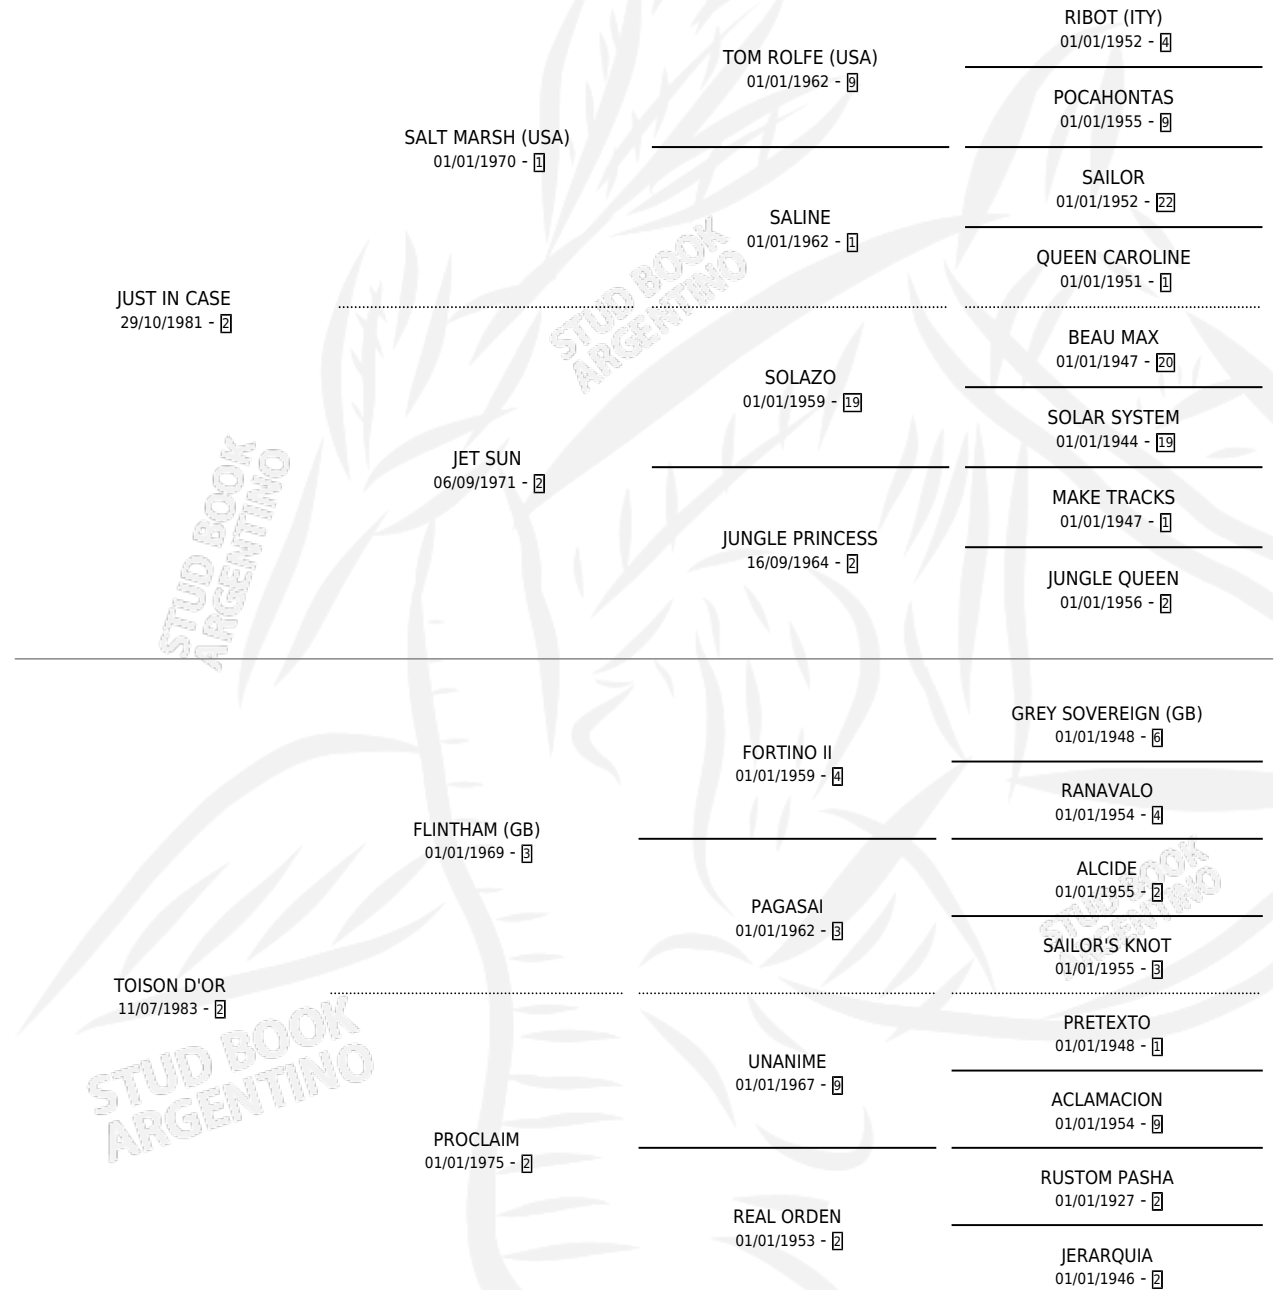 RIBOT (ITY)
01/01/1952 - 4
TOM ROLFE (USA)
01/01/1962 - 9
POCAHONTAS
01/01/1955 - 9
SALT MARSH (USA)
01/01/1970 - 1
SAILOR
01/01/1952 - 22
SALINE
01/01/1962 - 1
QUEEN CAROLINE
01/01/1951 - 1
JUST IN CASE
29/10/1981 - 2
BEAU MAX
01/01/1947 - 20
SOLAZO
01/01/1959 - 19
SOLAR SYSTEM
01/01/1944 - 19
JET SUN
06/09/1971 - 2
MAKE TRACKS
01/01/1947 - 1
JUNGLE PRINCESS
16/09/1964 - 2
JUNGLE QUEEN
01/01/1956 - 2
GREY SOVEREIGN (GB)
01/01/1948 - 6
FORTINO II
01/01/1959 - 4
RANAVALO
01/01/1954 - 4
FLINTHAM (GB)
01/01/1969 - 3
ALCIDE
01/01/1955 - 2
PAGASAI
01/01/1962 - 3
SAILOR'S KNOT
01/01/1955 - 3
TOISON D'OR
11/07/1983 - 2
PRETEXTO
01/01/1948 - 1
UNANIME
01/01/1967 - 9
ACLAMACION
01/01/1954 - 9
PROCLAIM
01/01/1975 - 2
RUSTOM PASHA
01/01/1927 - 2
REAL ORDEN
01/01/1953 - 2
JERARQUIA
01/01/1946 - 2
STUD BOOK
ARGENTINO
STUD BOOK
ARGENTINO
STUD BOOK
ARGENTINO
STUD BOOK
ARGENTINO